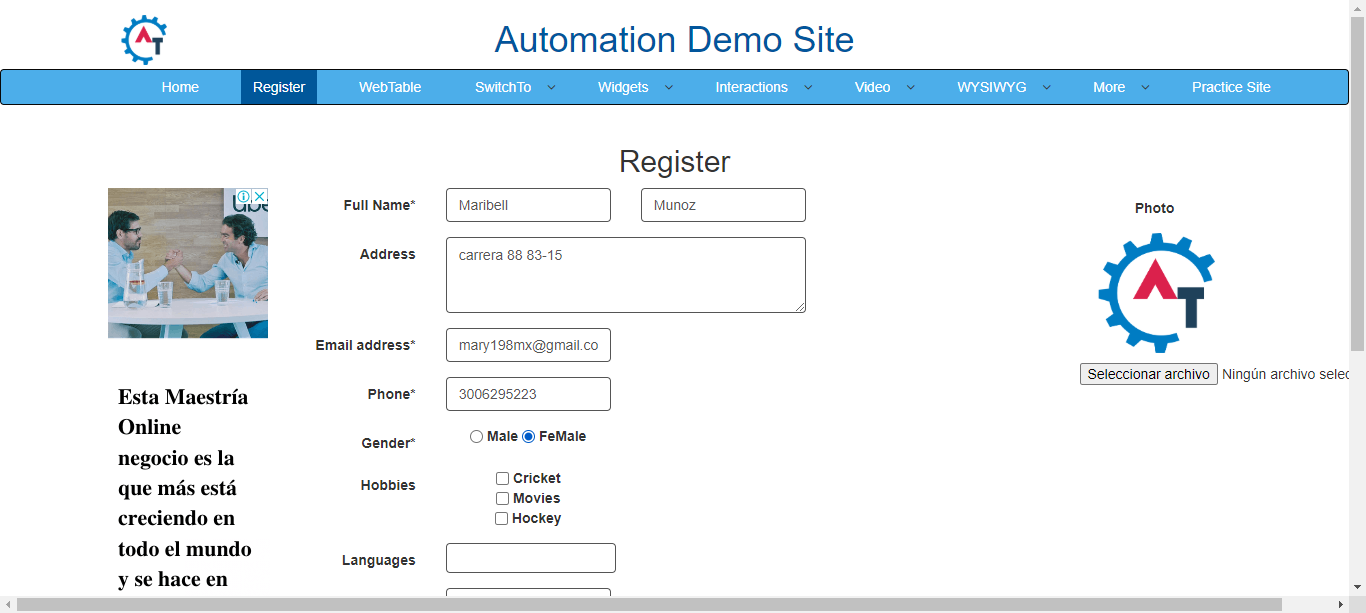 Automation Demo Site
Home Register WebTable SwitchTo Widgets Interactions Video WYSIWYG More Practice Site
Register
Full Name* Maribell Munoz
Photo
Address carrera 88 83-15
Email address* mary198mx@gmail.co
Seleccionar archivo Ningún archivo selec
Phone* 3006295223
Gender* Male FeMale
Hobbies Cricket
Movies
Hockey
Languages
Esta Maestría
Online
negocio es la
que más está
creciendo en
todo el mundo
y se hace en